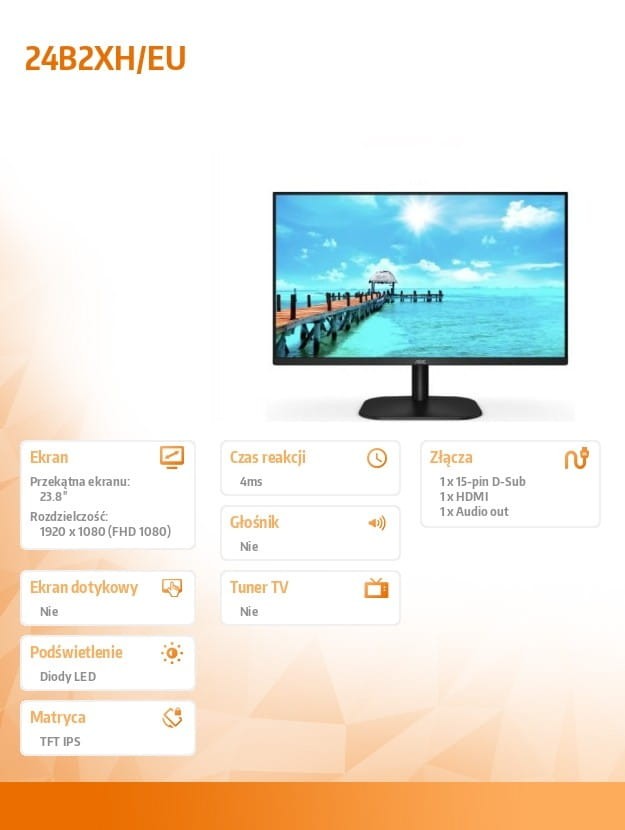 24B2XH/EU
AOC
Ekran
Przekątna ekranu:
23.8"
Rozdzielczość:
1920 x 1080 (FHD 1080)
Czas reakcji
4ms
Złącza
1 x 15-pin D-Sub
1 x HDMI
1 x Audio out
Głośnik
Nie
Ekran dotykowy
Nie
Tuner TV
Nie
Podświetlenie
Diody LED
Matryca
TFT IPS